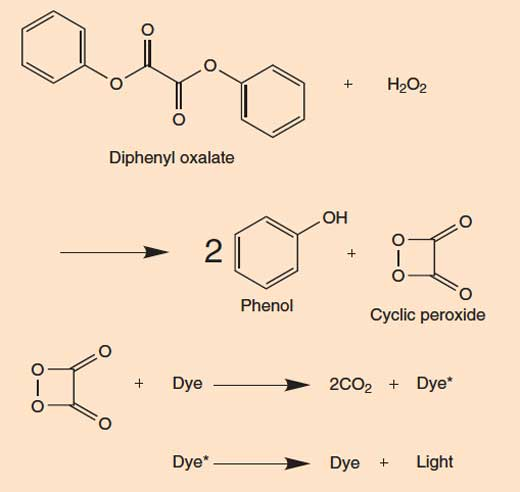 O
O
O
O
+ H₂O₂
Diphenyl oxalate
2
OH
+
O
O
O
O
Phenol
Cyclic peroxide
O
O
O
O
+ Dye 2CO₂ + Dye*
Dye* Dye + Light